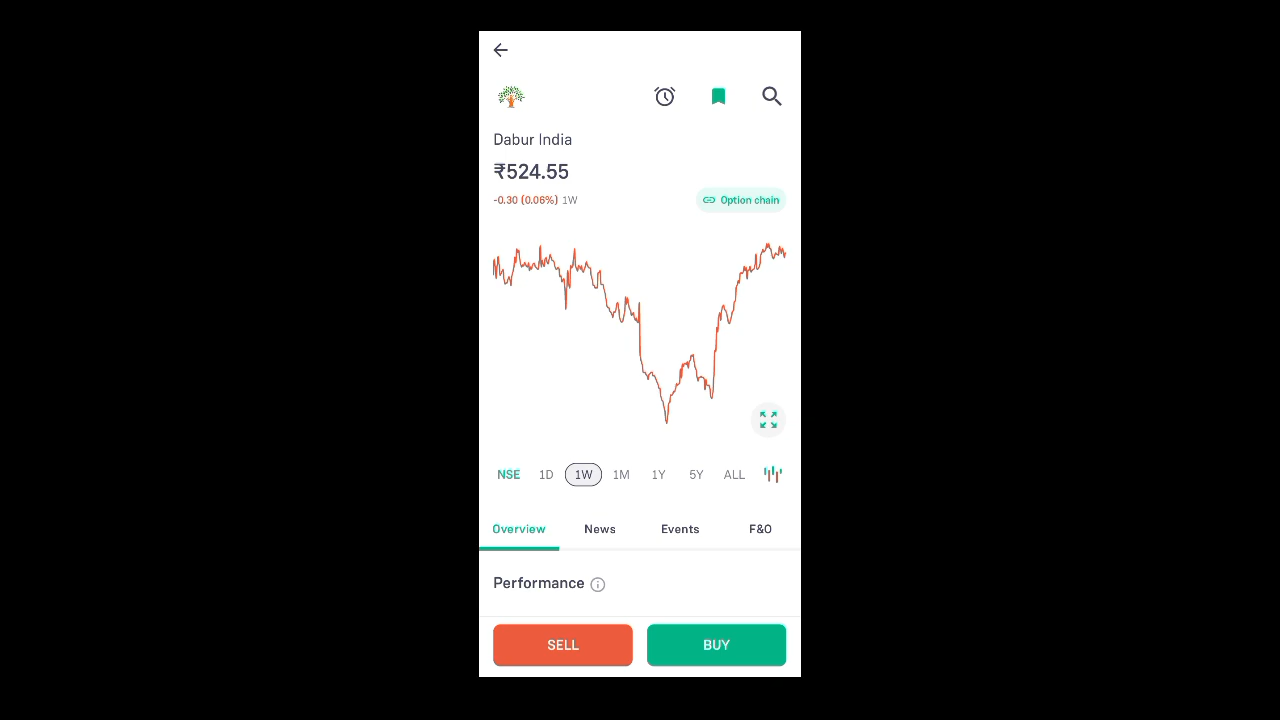 Dabur India
₹524.55
-0.30 (0.06%) 1W
Option chain
NSE 1D 1W 1M 1Y 5Y ALL
Overview News Events F&O
Performance
SELL BUY